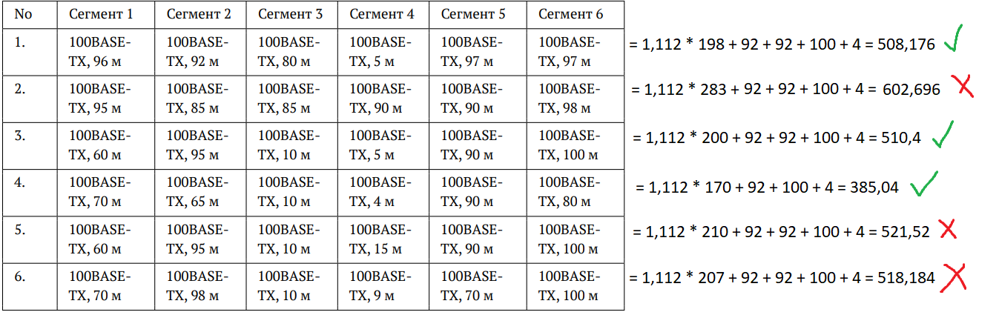 No Сегмент 1 Сегмент 2 Сегмент 3 Сегмент 4 Сегмент 5 Сегмент 6
1. 100BASE- 100BASE- 100BASE- 100BASE- 100BASE- 100BASE-
TX, 96 м TX, 92 м TX, 80 м TX, 5 м TX, 97 м TX, 97 м
= 1,112 * 198 + 92 + 92 + 100 + 4 = 508,176
2. 100BASE- 100BASE- 100BASE- 100BASE- 100BASE- 100BASE-
TX, 95 м TX, 85 м TX, 85 м TX, 90 м TX, 90 м TX, 98 м
= 1,112 * 283 + 92 + 92 + 100 + 4 = 602,696
3. 100BASE- 100BASE- 100BASE- 100BASE- 100BASE- 100BASE-
TX, 60 м TX, 95 м TX, 10 м TX, 5 м TX, 90 м TX, 100 м
= 1,112 * 200 + 92 + 92 + 100 + 4 = 510,4
4. 100BASE- 100BASE- 100BASE- 100BASE- 100BASE- 100BASE-
TX, 70 м TX, 65 м TX, 10 м TX, 4 м TX, 90 м TX, 80 м
= 1,112 * 170 + 92 + 100 + 4 = 385,04
5. 100BASE- 100BASE- 100BASE- 100BASE- 100BASE- 100BASE-
TX, 60 м TX, 95 м TX, 10 м TX, 15 м TX, 90 м TX, 100 м
= 1,112 * 210 + 92 + 92 + 100 + 4 = 521,52
6. 100BASE- 100BASE- 100BASE- 100BASE- 100BASE- 100BASE-
TX, 70 м TX, 98 м TX, 10 м TX, 9 м TX, 70 м TX, 100 м
= 1,112 * 207 + 92 + 92 + 100 + 4 = 518,184